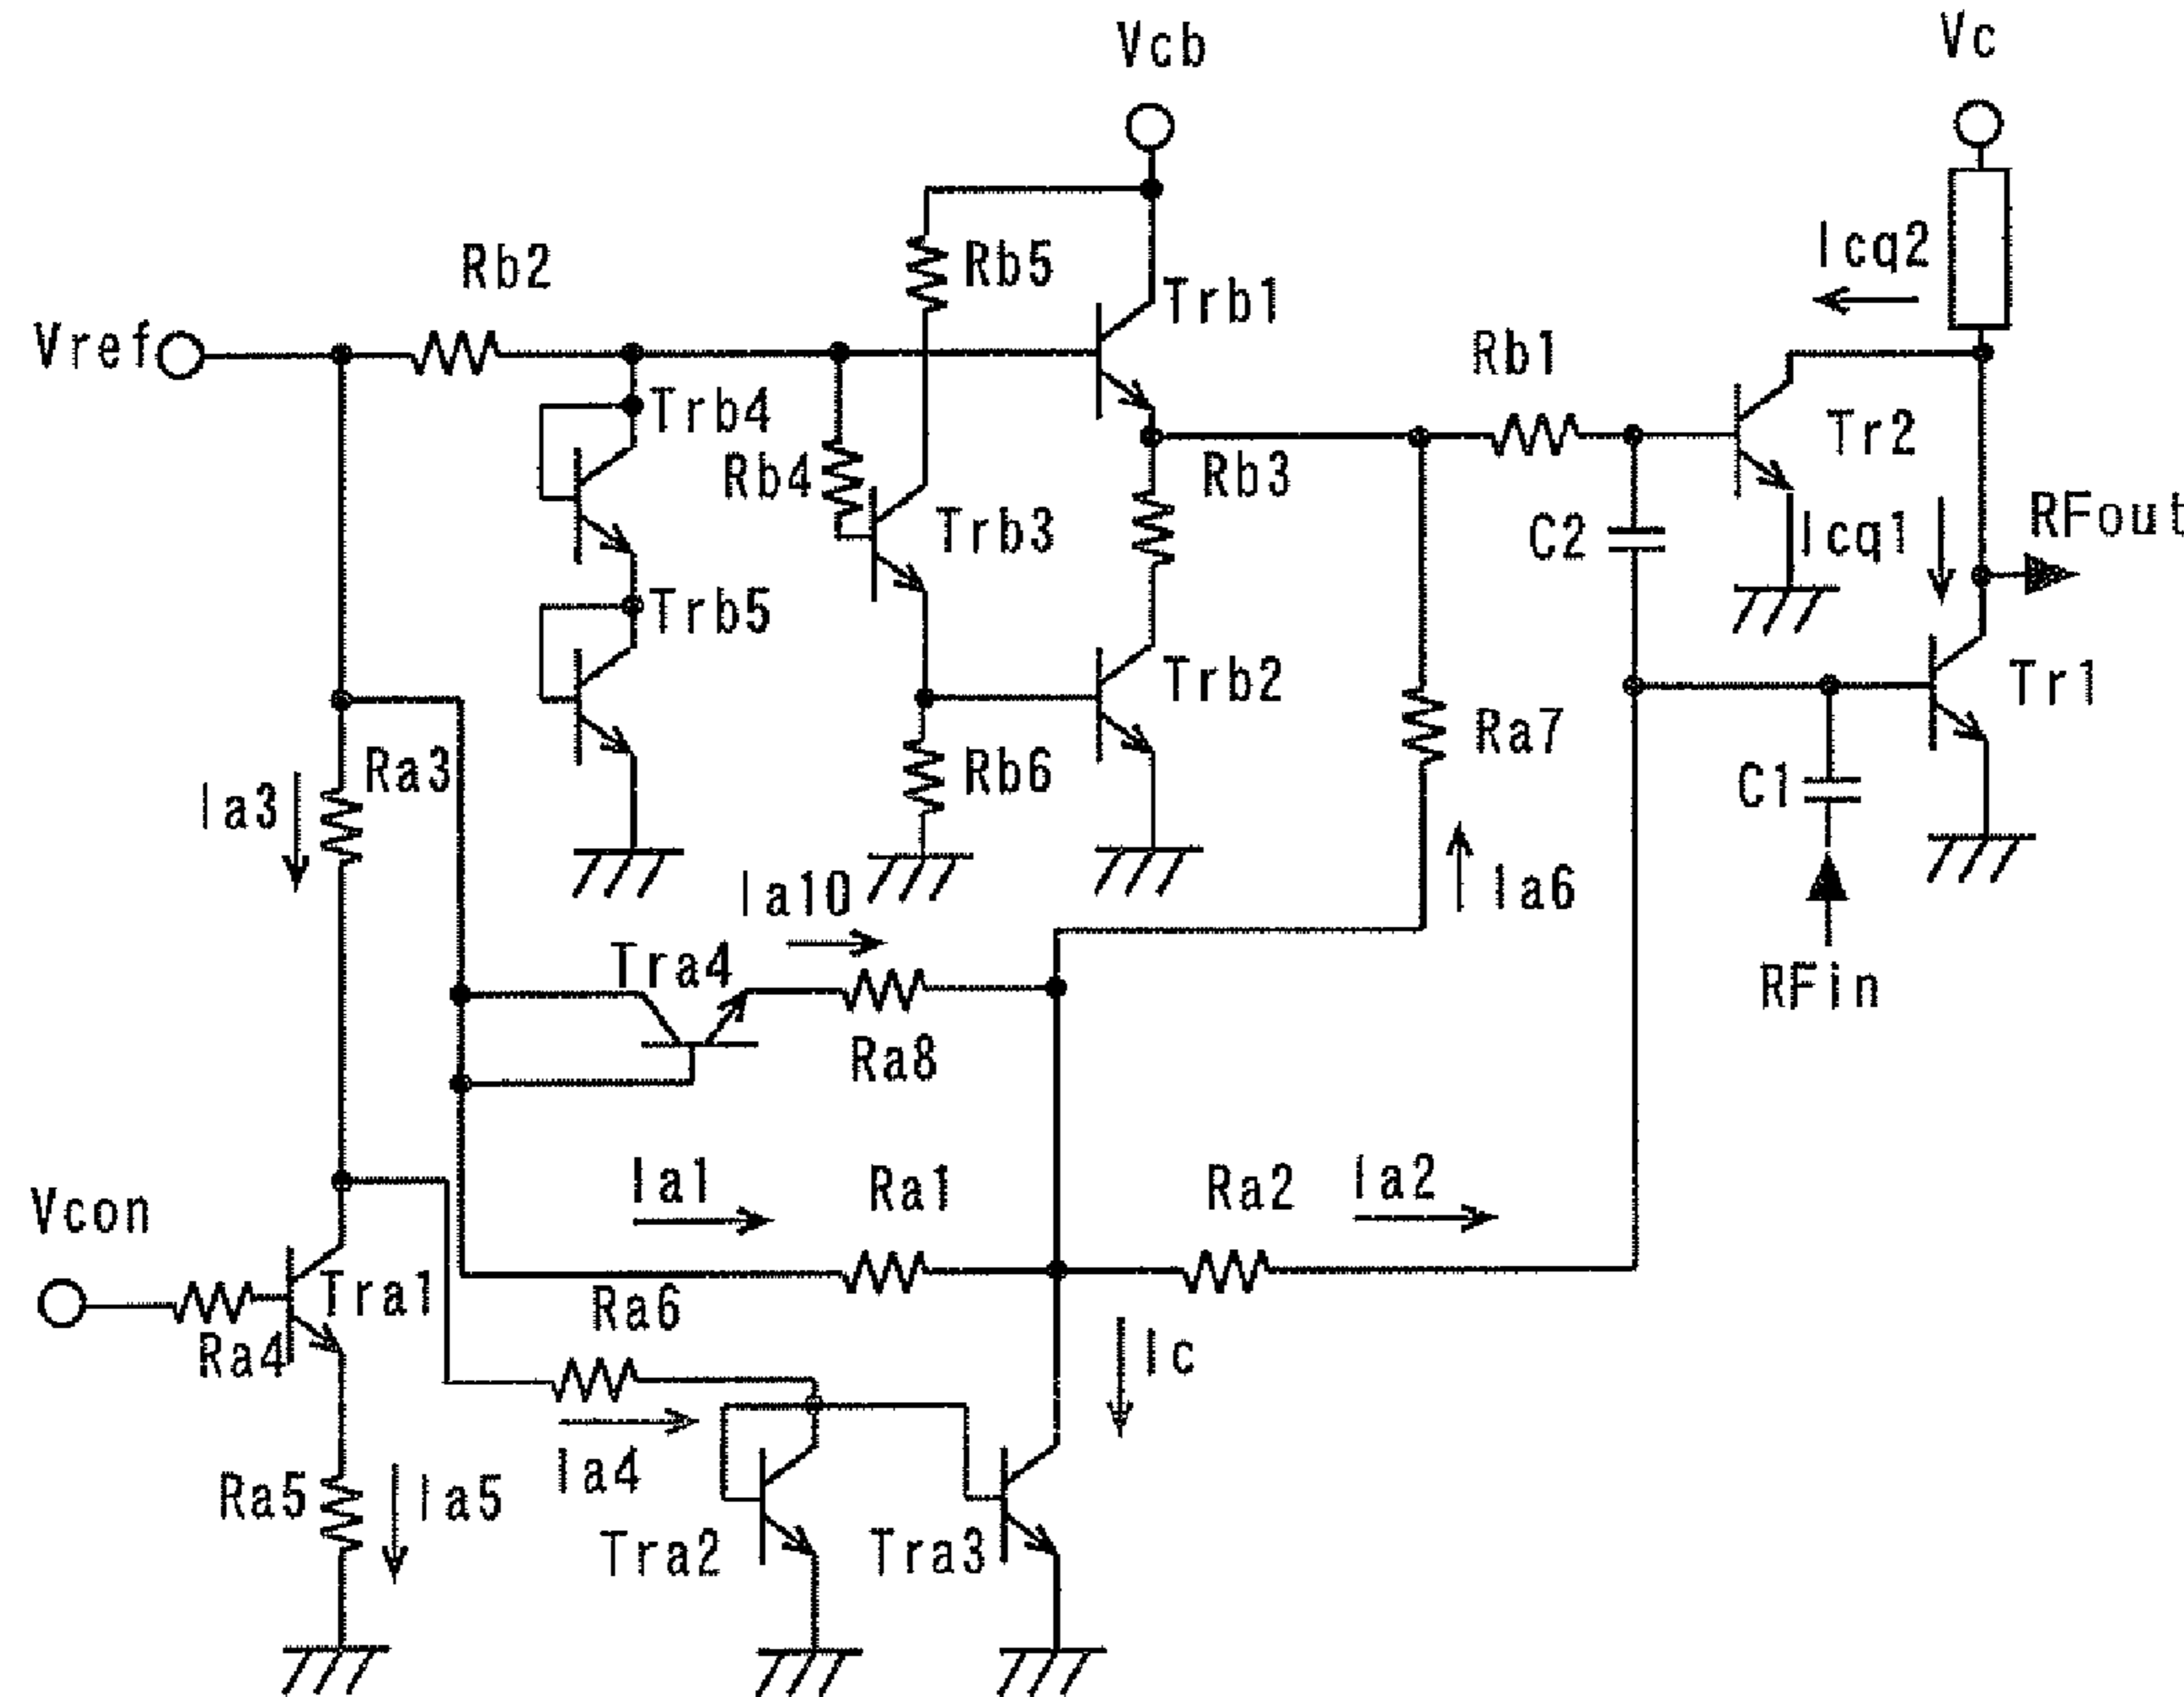 Vcb
Vc
Rb2
Rb5
Trb1
Icq2
Vref
Rb1
Trb4
Rb4
Rb3
Tr2
Trb3
C2
Icq1
RFout
Trb5
Trb2
Tr1
Ra3
Rb6
Ra7
Ia3
C1
Ia10
Ia6
Tra4
RFin
Ra8
Vcon
Ia1
Ra1
Ra2
Ia2
Tra1
Ra6
Ra4
Ic
Ia4
Ra5
Ia5
Tra2
Tra3